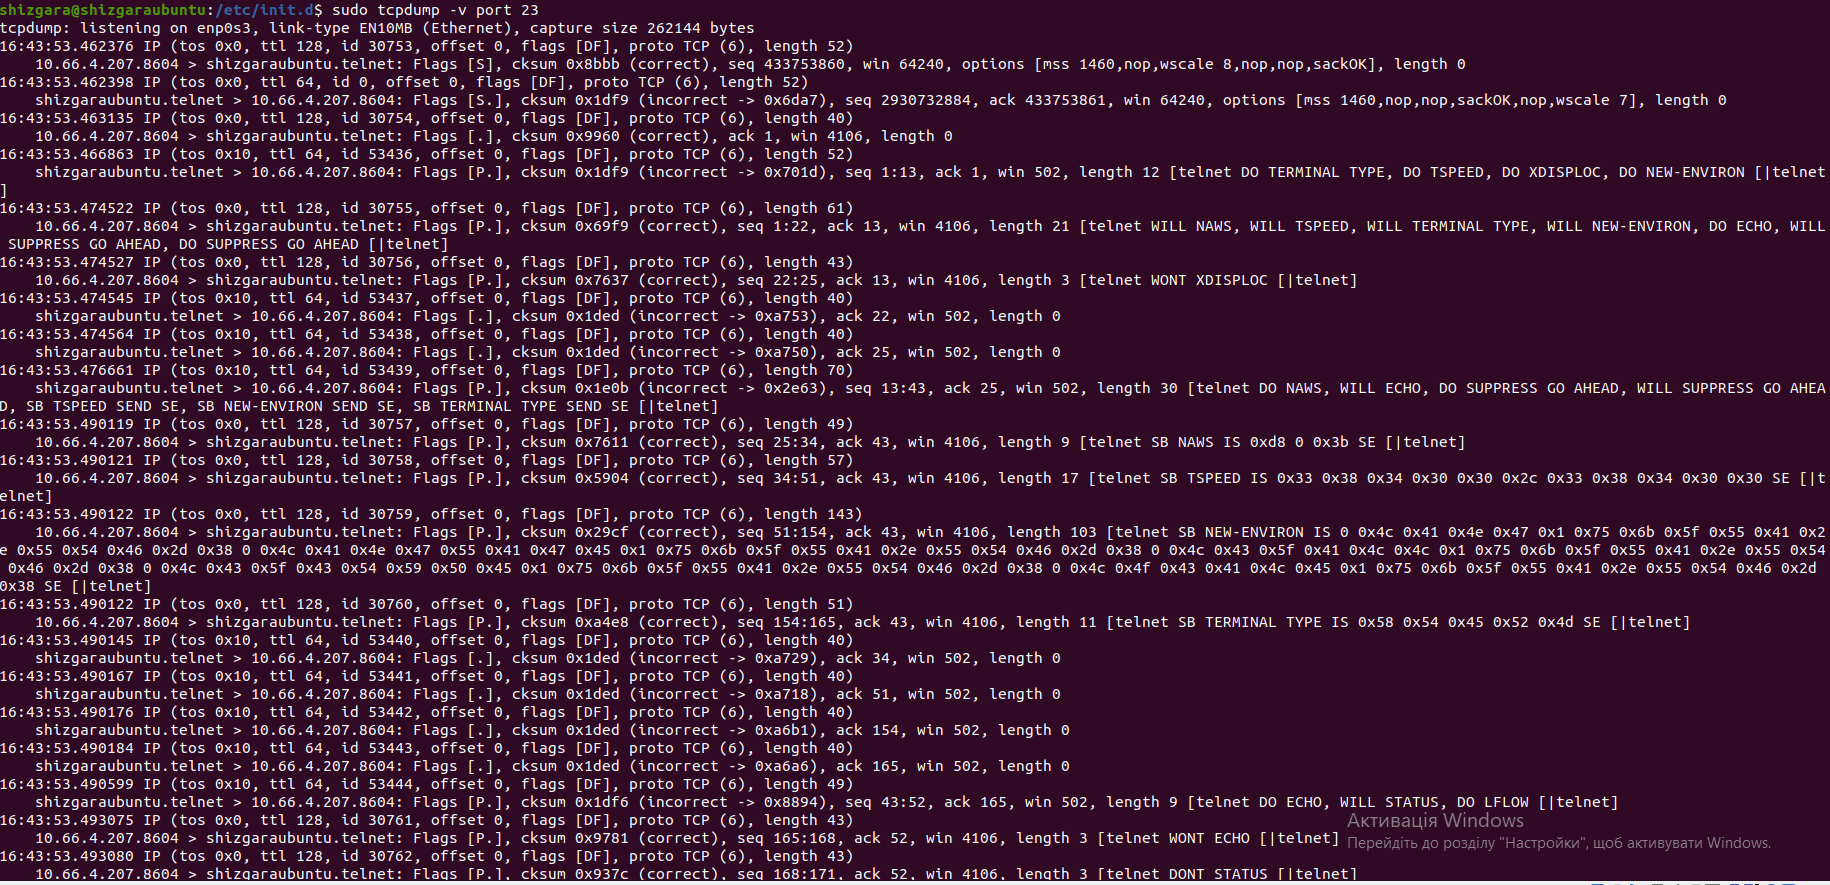 shizgara@shizgaraubuntu:/etc/init.d$ sudo tcpdump -v port 23
tcpdump: listening on enp0s3, link-type EN10MB (Ethernet), capture size 262144 bytes
16:43:53.462376 IP (tos 0x0, ttl 128, id 30753, offset 0, flags [DF], proto TCP (6), length 52)
    10.66.4.207.8604 > shizgaraubuntu.telnet: Flags [S], cksum 0x8bbb (correct), seq 433753860, win 64240, options [mss 1460,nop,wscale 8,nop,nop,sackOK], length 0
16:43:53.462398 IP (tos 0x0, ttl 64, id 0, offset 0, flags [DF], proto TCP (6), length 52)
    shizgaraubuntu.telnet > 10.66.4.207.8604: Flags [S.], cksum 0x1df9 (incorrect -> 0x6da7), seq 2930732884, ack 433753861, win 64240, options [mss 1460,nop,nop,sackOK,nop,wscale 7], length 0
16:43:53.463135 IP (tos 0x0, ttl 128, id 30754, offset 0, flags [DF], proto TCP (6), length 40)
    10.66.4.207.8604 > shizgaraubuntu.telnet: Flags [.], cksum 0x9960 (correct), ack 1, win 4106, length 0
16:43:53.466863 IP (tos 0x10, ttl 64, id 53436, offset 0, flags [DF], proto TCP (6), length 52)
    shizgaraubuntu.telnet > 10.66.4.207.8604: Flags [P.], cksum 0x1df9 (incorrect -> 0x701d), seq 1:13, ack 1, win 502, length 12 [telnet DO TERMINAL TYPE, DO TSPEED, DO XDISPLOC, DO NEW-ENVIRON [|telnet
]
16:43:53.474522 IP (tos 0x0, ttl 128, id 30755, offset 0, flags [DF], proto TCP (6), length 61)
    10.66.4.207.8604 > shizgaraubuntu.telnet: Flags [P.], cksum 0x69f9 (correct), seq 1:22, ack 13, win 4106, length 21 [telnet WILL NAWS, WILL TSPEED, WILL TERMINAL TYPE, WILL NEW-ENVIRON, DO ECHO, WILL
 SUPPRESS GO AHEAD, DO SUPPRESS GO AHEAD [|telnet]
16:43:53.474527 IP (tos 0x0, ttl 128, id 30756, offset 0, flags [DF], proto TCP (6), length 43)
    10.66.4.207.8604 > shizgaraubuntu.telnet: Flags [P.], cksum 0x7637 (correct), seq 22:25, ack 13, win 4106, length 3 [telnet WONT XDISPLOC [|telnet]
16:43:53.474545 IP (tos 0x10, ttl 64, id 53437, offset 0, flags [DF], proto TCP (6), length 40)
    shizgaraubuntu.telnet > 10.66.4.207.8604: Flags [.], cksum 0x1ded (incorrect -> 0xa753), ack 22, win 502, length 0
16:43:53.474564 IP (tos 0x10, ttl 64, id 53438, offset 0, flags [DF], proto TCP (6), length 40)
    shizgaraubuntu.telnet > 10.66.4.207.8604: Flags [.], cksum 0x1ded (incorrect -> 0xa750), ack 25, win 502, length 0
16:43:53.476661 IP (tos 0x10, ttl 64, id 53439, offset 0, flags [DF], proto TCP (6), length 70)
    shizgaraubuntu.telnet > 10.66.4.207.8604: Flags [P.], cksum 0x1e0b (incorrect -> 0x2e63), seq 13:43, ack 25, win 502, length 30 [telnet DO NAWS, WILL ECHO, DO SUPPRESS GO AHEAD, WILL SUPPRESS GO AHEA
D, SB TSPEED SEND SE, SB NEW-ENVIRON SEND SE, SB TERMINAL TYPE SEND SE [|telnet]
16:43:53.490119 IP (tos 0x0, ttl 128, id 30757, offset 0, flags [DF], proto TCP (6), length 49)
    10.66.4.207.8604 > shizgaraubuntu.telnet: Flags [P.], cksum 0x7611 (correct), seq 25:34, ack 43, win 4106, length 9 [telnet SB NAWS IS 0xd8 0 0x3b SE [|telnet]
16:43:53.490121 IP (tos 0x0, ttl 128, id 30758, offset 0, flags [DF], proto TCP (6), length 57)
    10.66.4.207.8604 > shizgaraubuntu.telnet: Flags [P.], cksum 0x5904 (correct), seq 34:51, ack 43, win 4106, length 17 [telnet SB TSPEED IS 0x33 0x38 0x34 0x30 0x30 0x2c 0x33 0x38 0x34 0x30 0x30 SE [|t
elnet]
16:43:53.490122 IP (tos 0x0, ttl 128, id 30759, offset 0, flags [DF], proto TCP (6), length 143)
    10.66.4.207.8604 > shizgaraubuntu.telnet: Flags [P.], cksum 0x29cf (correct), seq 51:154, ack 43, win 4106, length 103 [telnet SB NEW-ENVIRON IS 0 0x4c 0x41 0x4e 0x47 0x1 0x75 0x6b 0x5f 0x55 0x41 0x2
e 0x55 0x54 0x46 0x2d 0x38 0 0x4c 0x41 0x4e 0x47 0x55 0x41 0x47 0x45 0x1 0x75 0x6b 0x5f 0x55 0x41 0x2e 0x55 0x54 0x46 0x2d 0x38 0 0x4c 0x43 0x5f 0x41 0x4c 0x4c 0x1 0x75 0x6b 0x5f 0x55 0x41 0x2e 0x55 0x54
 0x46 0x2d 0x38 0 0x4c 0x43 0x5f 0x43 0x54 0x59 0x50 0x45 0x1 0x75 0x6b 0x5f 0x55 0x41 0x2e 0x55 0x54 0x46 0x2d 0x38 0 0x4c 0x4f 0x43 0x41 0x4c 0x45 0x1 0x75 0x6b 0x5f 0x55 0x41 0x2e 0x55 0x54 0x46 0x2d
0x38 SE [|telnet]
16:43:53.490122 IP (tos 0x0, ttl 128, id 30760, offset 0, flags [DF], proto TCP (6), length 51)
    10.66.4.207.8604 > shizgaraubuntu.telnet: Flags [P.], cksum 0xa4e8 (correct), seq 154:165, ack 43, win 4106, length 11 [telnet SB TERMINAL TYPE IS 0x58 0x54 0x45 0x52 0x4d SE [|telnet]
16:43:53.490145 IP (tos 0x10, ttl 64, id 53440, offset 0, flags [DF], proto TCP (6), length 40)
    shizgaraubuntu.telnet > 10.66.4.207.8604: Flags [.], cksum 0x1ded (incorrect -> 0xa729), ack 34, win 502, length 0
16:43:53.490167 IP (tos 0x10, ttl 64, id 53441, offset 0, flags [DF], proto TCP (6), length 40)
    shizgaraubuntu.telnet > 10.66.4.207.8604: Flags [.], cksum 0x1ded (incorrect -> 0xa718), ack 51, win 502, length 0
16:43:53.490176 IP (tos 0x10, ttl 64, id 53442, offset 0, flags [DF], proto TCP (6), length 40)
    shizgaraubuntu.telnet > 10.66.4.207.8604: Flags [.], cksum 0x1ded (incorrect -> 0xa6b1), ack 154, win 502, length 0
16:43:53.490184 IP (tos 0x10, ttl 64, id 53443, offset 0, flags [DF], proto TCP (6), length 40)
    shizgaraubuntu.telnet > 10.66.4.207.8604: Flags [.], cksum 0x1ded (incorrect -> 0xa6a6), ack 165, win 502, length 0
16:43:53.490599 IP (tos 0x10, ttl 64, id 53444, offset 0, flags [DF], proto TCP (6), length 49)
    shizgaraubuntu.telnet > 10.66.4.207.8604: Flags [P.], cksum 0x1df6 (incorrect -> 0x8894), seq 43:52, ack 165, win 502, length 9 [telnet DO ECHO, WILL STATUS, DO LFLOW [|telnet]
16:43:53.493075 IP (tos 0x0, ttl 128, id 30761, offset 0, flags [DF], proto TCP (6), length 43)
    10.66.4.207.8604 > shizgaraubuntu.telnet: Flags [P.], cksum 0x9781 (correct), seq 165:168, ack 52, win 4106, length 3 [telnet WONT ECHO [|telnet]
16:43:53.493080 IP (tos 0x0, ttl 128, id 30762, offset 0, flags [DF], proto TCP (6), length 43)
    10.66.4.207.8604 > shizgaraubuntu.telnet: Flags [P.], cksum 0x937c (correct), seq 168:171, ack 52, win 4106, length 3 [telnet DONT STATUS [|telnet]
Активація Windows
Перейдіть до розділу "Настройки", щоб активувати Windows.